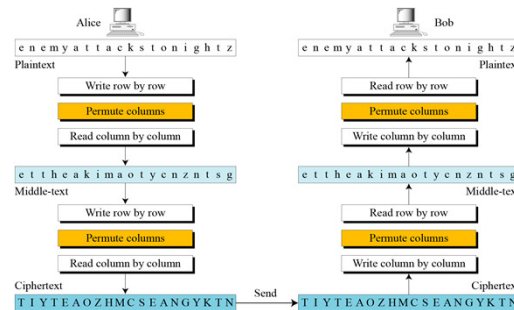 Alice
e n e m y a t t a c k s t o n i g h t z
Plaintext
Write row by row
Permute columns
Read column by column
e t t h e a k i m a o t y c n z n t s g
Middle-text
Write row by row
Permute columns
Read column by column
Ciphertext
T I Y T E A O Z H M C S E A N G Y K T N
Send
Bob
e n e m y a t t a c k s t o n i g h t z
Plaintex
Read row by row
Permute columns
Write column by column
e t t h e a k i m a o t y c n z n t s g
Middle-text
Read row by row
Permute columns
Write column by column
Ciphertex
T I Y T E A O Z H M C S E A N G Y K T N